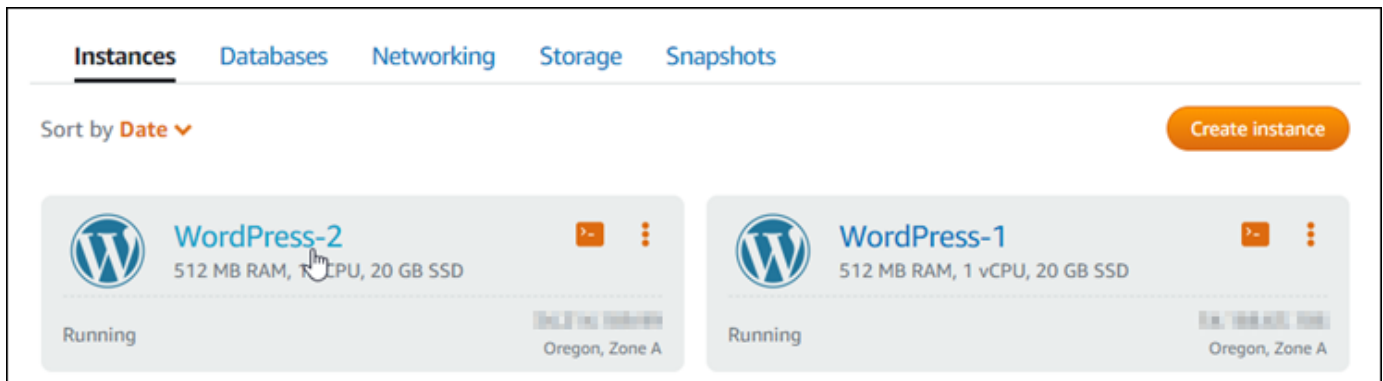 Instances Databases Networking Storage Snapshots
Sort by Date
Create instance
WordPress-2
512 MB RAM, 1 CPU, 20 GB SSD
Running
Oregon, Zone A
WordPress-1
512 MB RAM, 1 vCPU, 20 GB SSD
Running
Oregon, Zone A